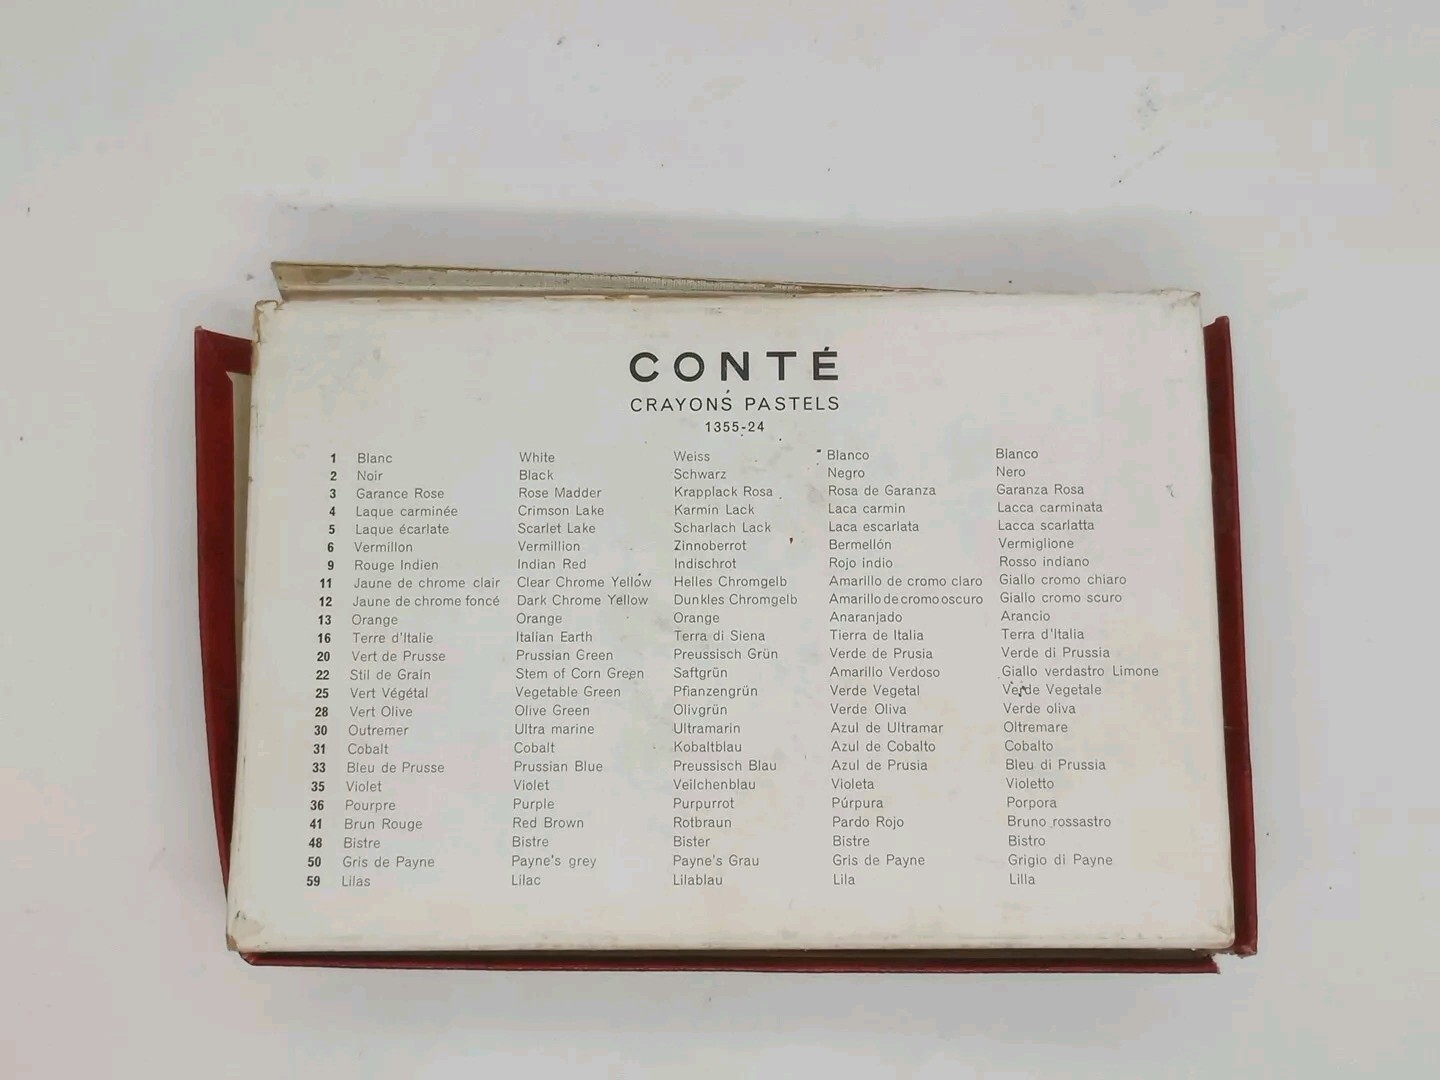 CONTÉ
CRAYONS PASTELS
1355-24
1 Blanc White Weiss Blanco Blanco
2 Noir Black Schwarz Negro Nero
3 Garance Rose Rose Madder Krapplack Rosa Rosa de Garanza Garanza Rosa
4 Laque carminée Crimson Lake Karmin Lack Laca carmin Lacca carminata
5 Laque écarlate Scarlet Lake Scharlach Lack Laca escarlata Lacca scarlatta
6 Vermillon Vermillion Zinnoberrot Bermellón Vermiglione
9 Rouge Indien Indian Red Indischrot Rojo indio Rosso indiano
11 Jaune de chrome clair Clear Chrome Yellow Helles Chromgelb Amarillo de cromo claro Giallo cromo chiaro
12 Jaune de chrome foncé Dark Chrome Yellow Dunkles Chromgelb Amarillo de cromo oscuro Giallo cromo scuro
13 Orange Orange Orange Anaranjado Arancio
16 Terre d'Italie Italian Earth Terra di Siena Tierra de Italia Terra d'Italia
20 Vert de Prusse Prussian Green Preussisch Grün Verde de Prusia Verde di Prussia
22 Stil de Grain Stem of Corn Green Saftgrün Amarillo Verdoso Giallo verdastro Limone
25 Vert Végétal Vegetable Green Pflanzengrün Verde Vegetal Verde Vegetale
28 Vert Olive Olive Green Olivgrün Verde Oliva Verde oliva
30 Outremer Ultra marine Ultramarin Azul de Ultramar Oltremare
31 Cobalt Cobalt Kobaltblau Azul de Cobalto Cobalto
33 Bleu de Prusse Prussian Blue Preussisch Blau Azul de Prusia Bleu di Prussia
35 Violet Violet Veilchenblau Violeta Violetto
36 Pourpre Purple Purpurrot Púrpura Porpora
41 Brun Rouge Red Brown Rotbraun Pardo Rojo Bruno rossastro
48 Bistre Bistre Bister Bistre Bistro
50 Gris de Payne Payne's grey Payne's Grau Gris de Payne Grigio di Payne
59 Lilas Lilac Lilablau Lila Lilla